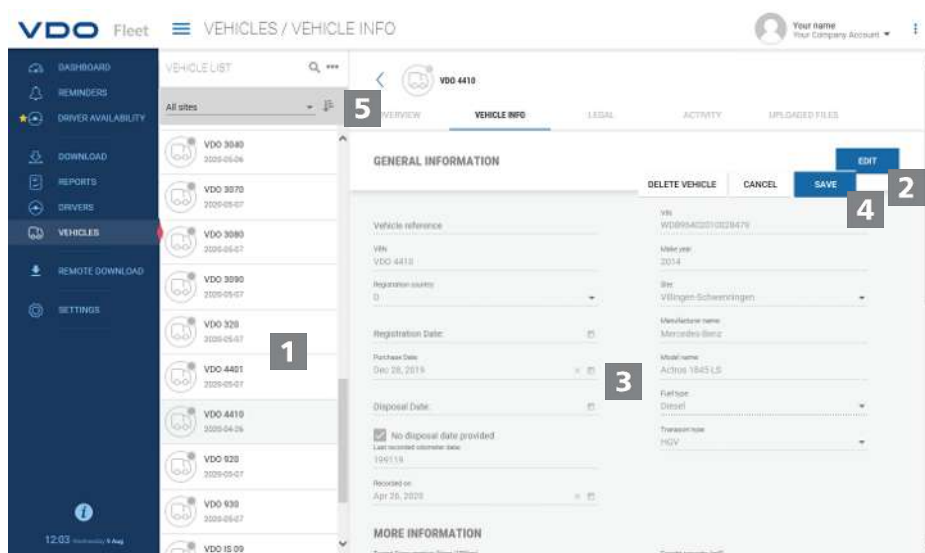 VDO Fleet
VEHICLES / VEHICLE INFO
Your name
Your Company Account
DASHBOARD
REMINDERS
DRIVER AVAILABILITY
DOWNLOAD
REPORTS
DRIVERS
VEHICLES
REMOTE DOWNLOAD
SETTINGS
i
12:03 Wednesday 9 Aug
VEHICLE LIST
All sites
VDO 3040
2020-05-06
VDO 3070
2020-05-07
VDO 3080
2020-05-07
VDO 3090
2020-05-07
VDO 320
2020-05-07
1
VDO 4401
2020-05-07
VDO 4410
2020-04-26
VDO 920
2020-05-07
VDO 930
2020-05-07
VDO IS 09
VDO 4410
5
OVERVIEW VEHICLE INFO LEGAL ACTIVITY UPLOADED FILES
GENERAL INFORMATION
EDIT
2
DELETE VEHICLE CANCEL SAVE
4
Vehicle reference
VRN
VDO 4410
Registration country
D
Registration Date:
Purchase Date
Dec 28, 2019
3
Disposal Date:
No disposal date provided
Last recorded odometer date:
199119
Recorded on
Apr 26, 2020
VIN
Make year
2014
Site:
Villingen-Schwenningen
Manufacturer name:
Mercedes-Benz
Model name
Actros 1845 LS
Fuel type
Diesel
Transport type
HGV
MORE INFORMATION